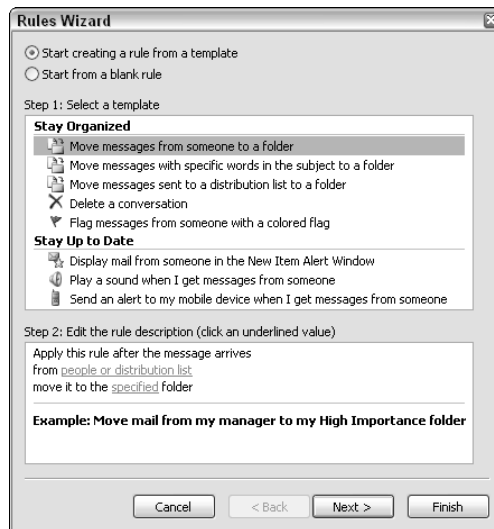 Rules Wizard
Start creating a rule from a template
Start from a blank rule
Step 1: Select a template
Stay Organized
Move messages from someone to a folder
Move messages with specific words in the subject to a folder
Move messages sent to a distribution list to a folder
Delete a conversation
Flag messages from someone with a colored flag
Stay Up to Date
Display mail from someone in the New Item Alert Window
Play a sound when I get messages from someone
Send an alert to my mobile device when I get messages from someone
Step 2: Edit the rule description (click an underlined value)
Apply this rule after the message arrives
from people or distribution list
move it to the specified folder
Example: Move mail from my manager to my High Importance folder
Cancel < Back Next > Finish